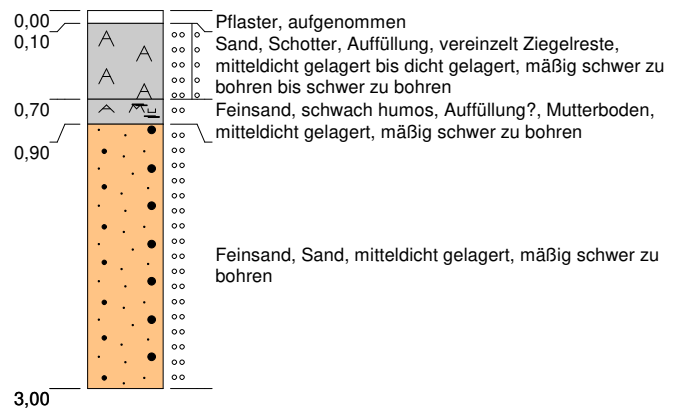 0,00
Pflaster, aufgenommen
0,10
Sand, Schotter, Auffüllung, vereinzelt Ziegelreste,
mitteldicht gelagert bis dicht gelagert, mäßig schwer zu
bohren bis schwer zu bohren
0,70
Feinsand, schwach humos, Auffüllung?, Mutterboden,
mitteldicht gelagert, mäßig schwer zu bohren
0,90
Feinsand, Sand, mitteldicht gelagert, mäßig schwer zu
bohren
3,00